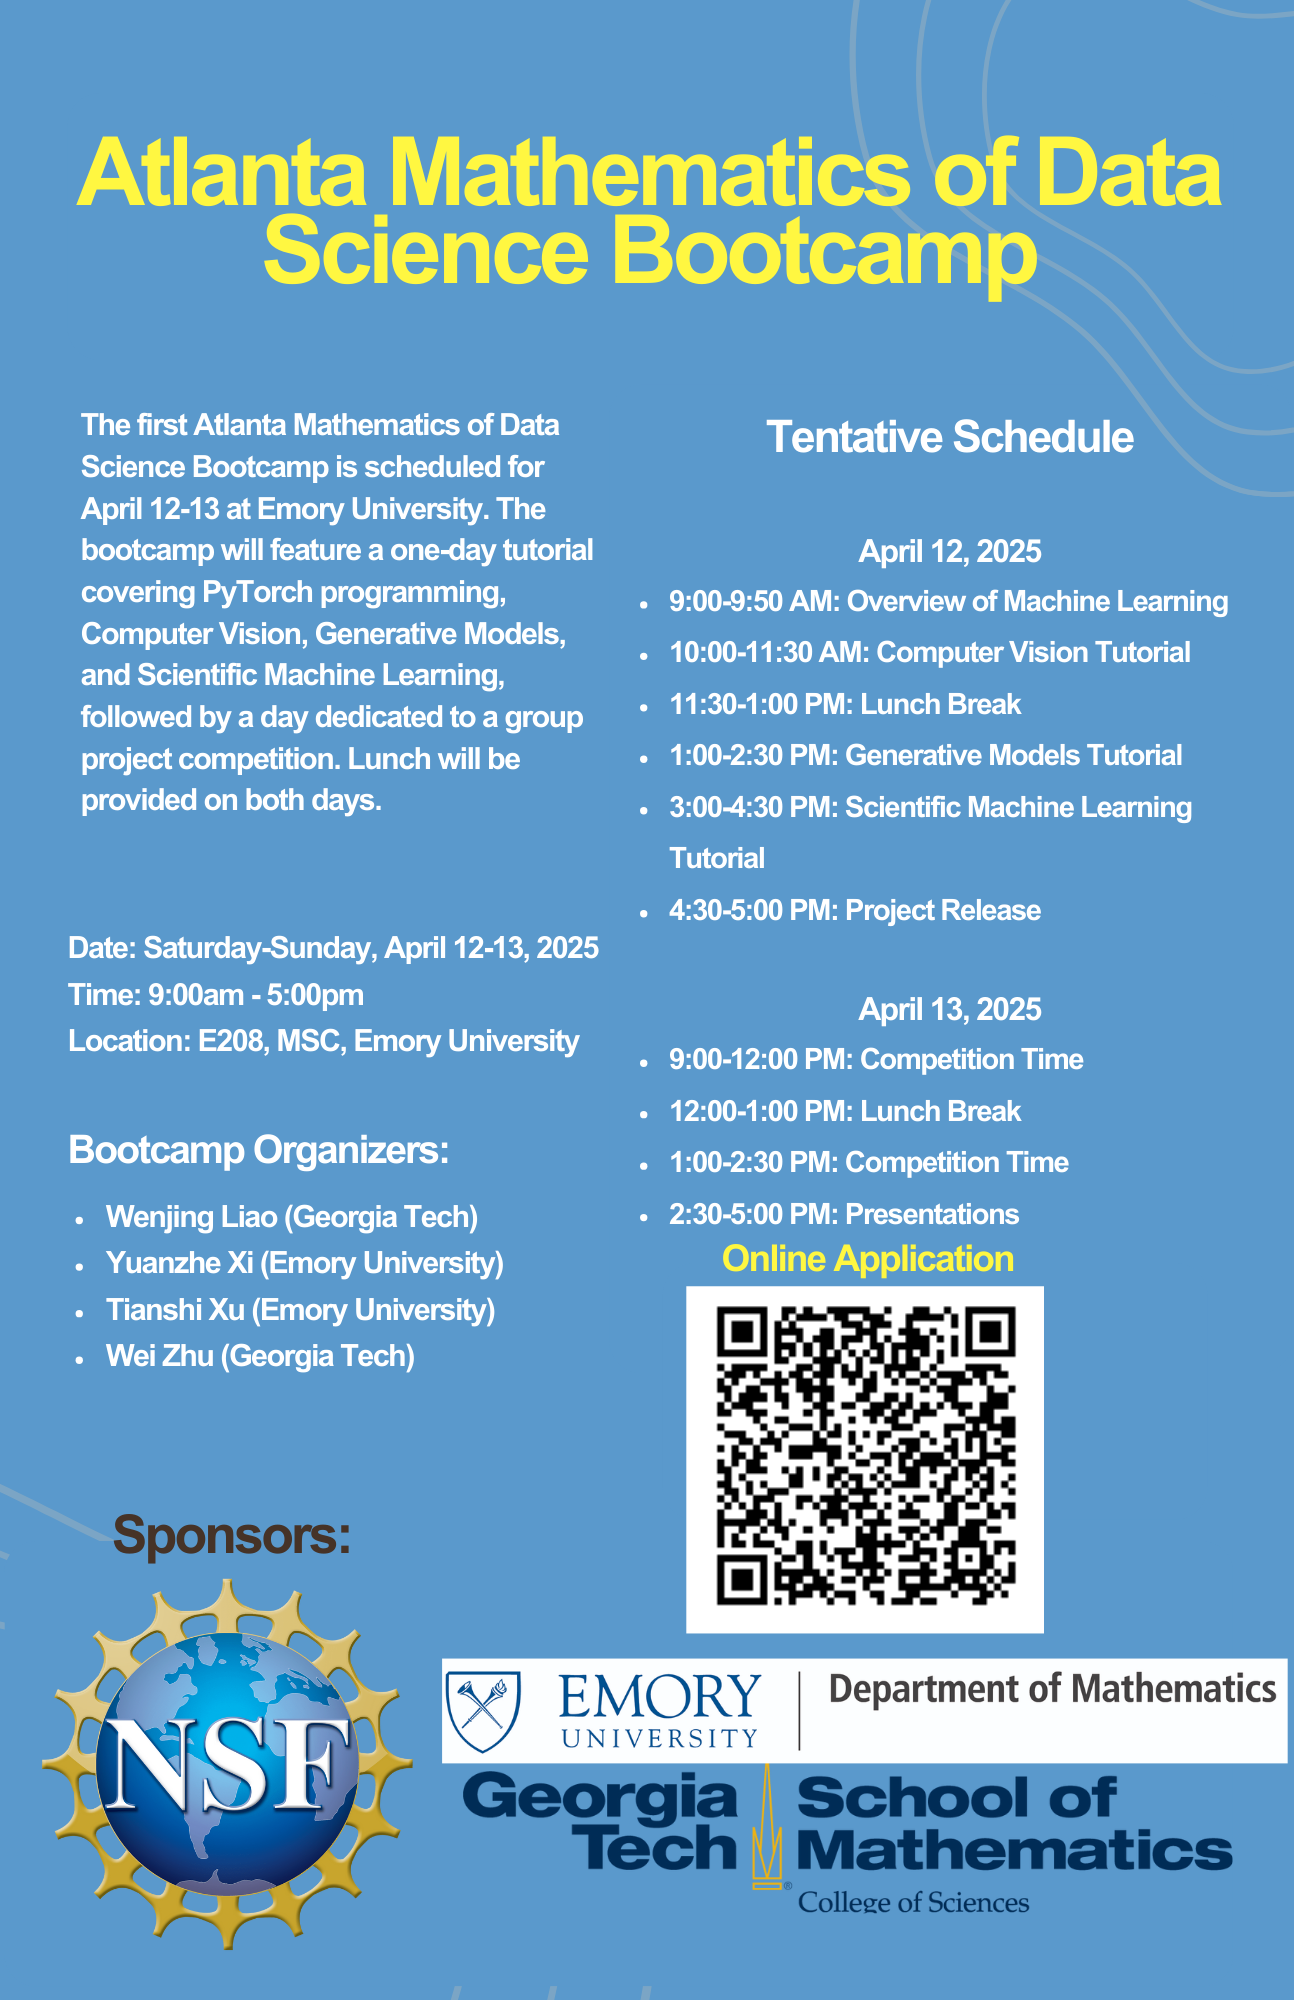 Atlanta Mathematics of Data
Science Bootcamp
The first Atlanta Mathematics of Data
Science Bootcamp is scheduled for
April 12-13 at Emory University. The
bootcamp will feature a one-day tutorial
covering PyTorch programming,
Computer Vision, Generative Models,
and Scientific Machine Learning,
followed by a day dedicated to a group
project competition. Lunch will be
provided on both days.
Date: Saturday-Sunday, April 12-13, 2025
Time: 9:00am - 5:00pm
Location: E208, MSC, Emory University
Bootcamp Organizers:
• Wenjing Liao (Georgia Tech)
• Yuanzhe Xi (Emory University)
• Tianshi Xu (Emory University)
• Wei Zhu (Georgia Tech)
Tentative Schedule
April 12, 2025
• 9:00-9:50 AM: Overview of Machine Learning
• 10:00-11:30 AM: Computer Vision Tutorial
• 11:30-1:00 PM: Lunch Break
• 1:00-2:30 PM: Generative Models Tutorial
• 3:00-4:30 PM: Scientific Machine Learning
Tutorial
• 4:30-5:00 PM: Project Release
April 13, 2025
• 9:00-12:00 PM: Competition Time
• 12:00-1:00 PM: Lunch Break
• 1:00-2:30 PM: Competition Time
• 2:30-5:00 PM: Presentations
Online Application
Sponsors:
NSF
EMORY
UNIVERSITY
Department of Mathematics
Georgia
Tech
®
School of
Mathematics
College of Sciences